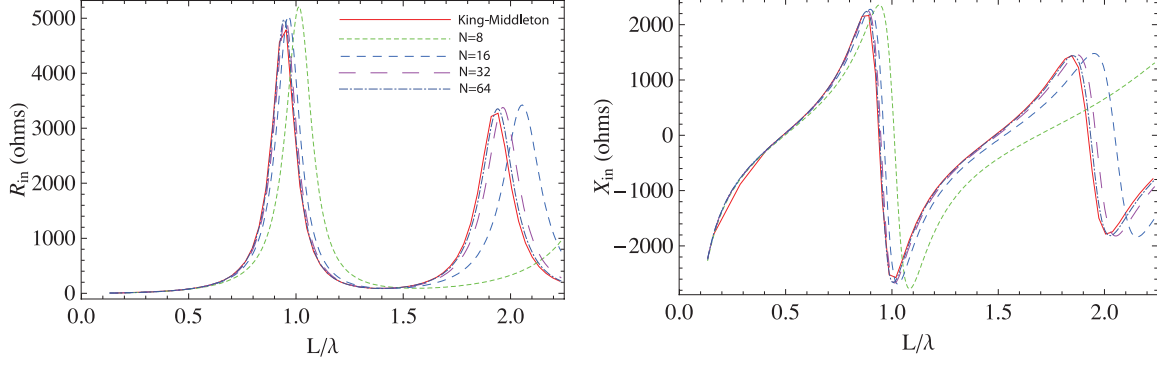 5000
4000
3000
2000
1000
0
R_in (ohms)
King-Middleton
N=8
N=16
N=32
N=64
0.0 0.5 1.0 1.5 2.0
L/λ
2000
1000
0
−1000
−2000
X_in (ohms)
0.0 0.5 1.0 1.5 2.0
L/λ